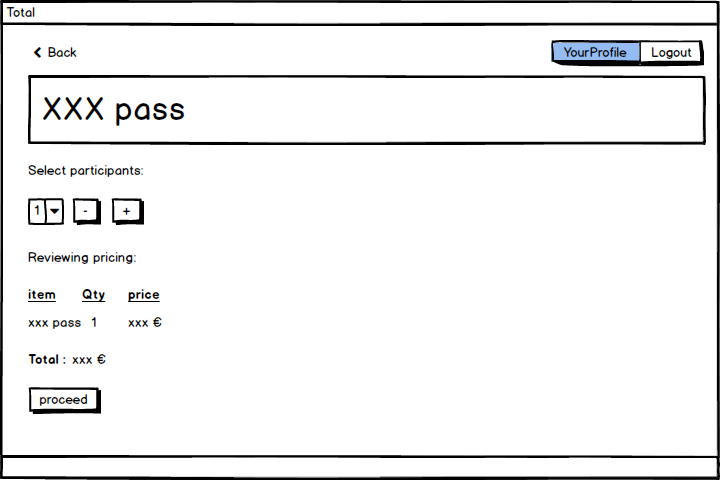 Total
Back
YourProfile Logout
XXX pass
Select participants:
1 - +
Reviewing pricing:
item Qty price
xxx pass 1 xxx €
Total : xxx €
proceed